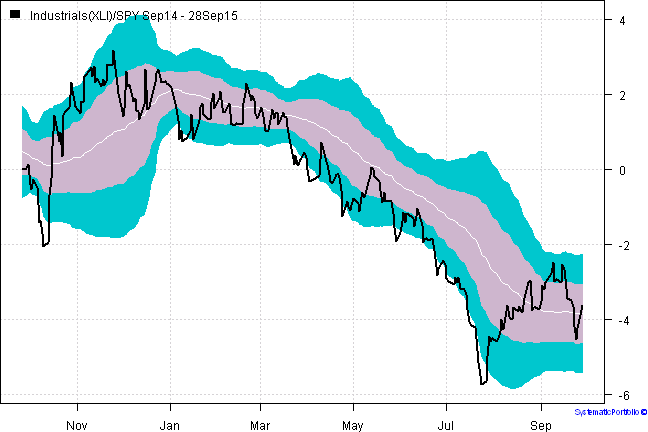 Industrials(XLI)/SPY Sep14 - 28Sep15
4
2
0
-2
-4
-6
Nov Jan Mar May Jul Sep
SystematicPortfolio ©